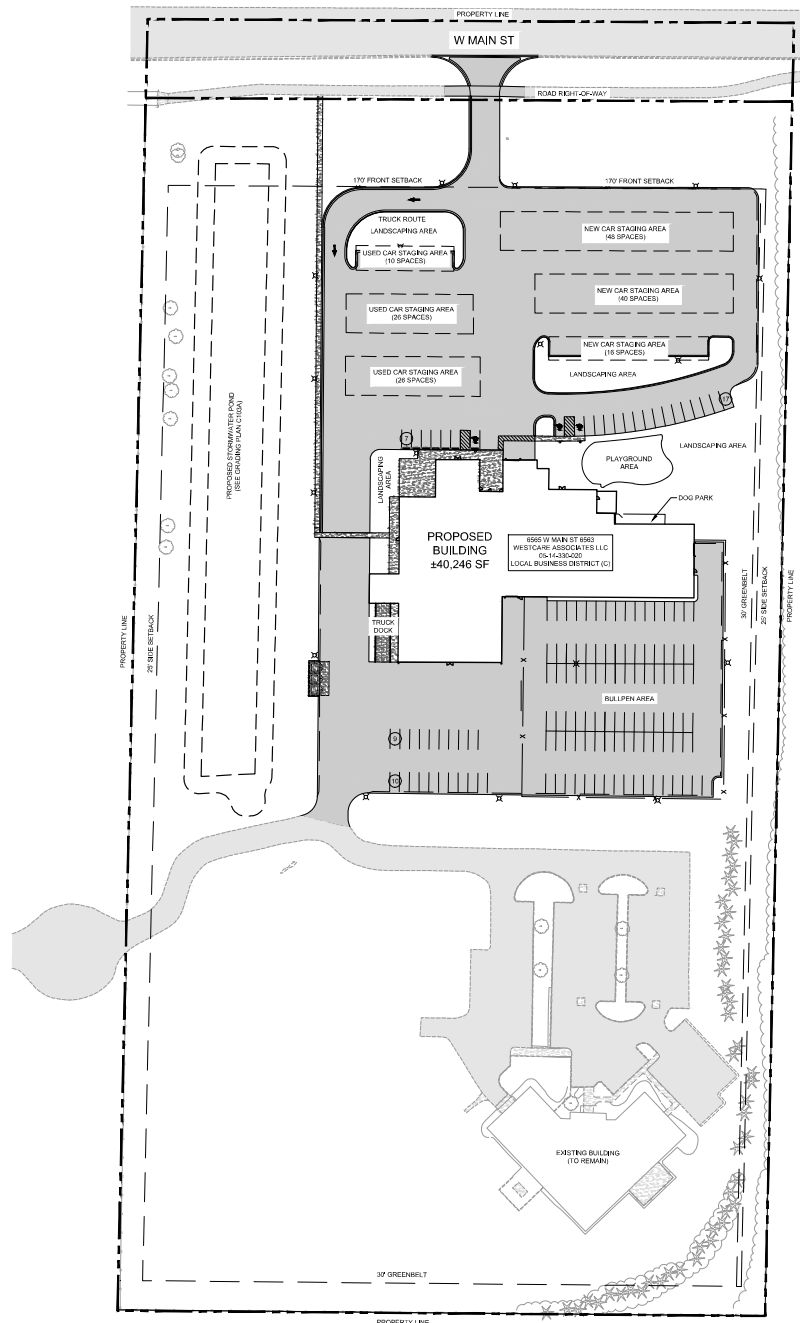 PROPERTY LINE
W MAIN ST
ROAD RIGHT-OF-WAY
170' FRONT SETBACK
170' FRONT SETBACK
TRUCK ROUTE
LANDSCAPING AREA
USED CAR STAGING AREA
(10 SPACES)
NEW CAR STAGING AREA
(48 SPACES)
NEW CAR STAGING AREA
(40 SPACES)
USED CAR STAGING AREA
(26 SPACES)
NEW CAR STAGING AREA
(16 SPACES)
LANDSCAPING AREA
USED CAR STAGING AREA
(26 SPACES)
17
7
LANDSCAPING AREA
PLAYGROUND
AREA
LANDSCAPING
AREA
DOG PARK
PROPOSED STORMWATER POND
(SEE GRADING PLAN C103A)
PROPOSED
BUILDING
±40,246 SF
6565 W MAIN ST 6563
WESTCARE ASSOCIATES LLC
05-14-330-020
LOCAL BUSINESS DISTRICT (C)
PROPERTY LINE
25' SIDE SETBACK
30' GREENBELT
25' SIDE SETBACK
PROPERTY LINE
TRUCK
DOCK
BULLPEN AREA
9
10
EXISTING BUILDING
(TO REMAIN)
30' GREENBELT
PROPERTY LINE